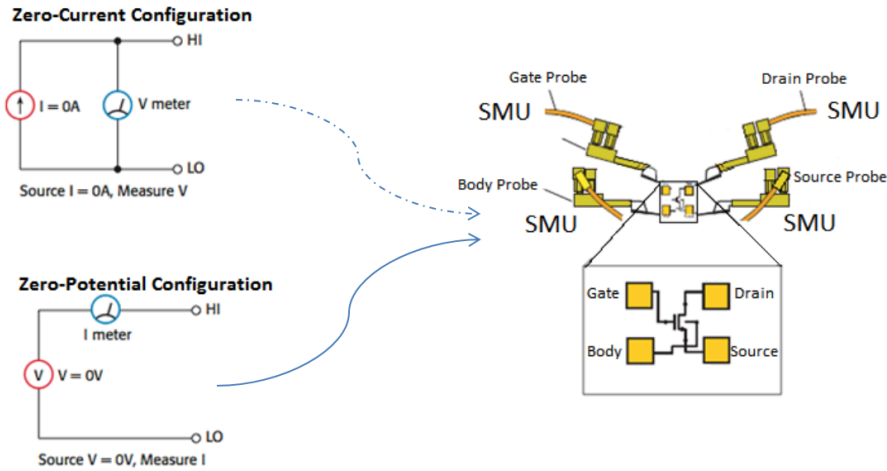 Zero-Current Configuration
HI
I = 0A
V meter
LO
Source I = 0A, Measure V
Zero-Potential Configuration
HI
I meter
V
V = 0V
LO
Source V = 0V, Measure I
Gate Probe
Drain Probe
SMU
SMU
Body Probe
Source Probe
SMU
SMU
Gate
Drain
Body
Source